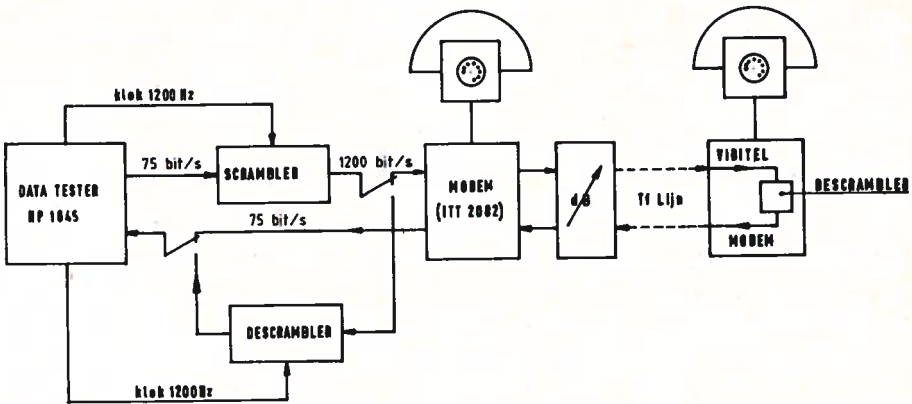 klok 1200 Hz
75 bit/s
SCRAMBLER
1200 bit/s
DATA TESTER
HP 1645
75 bit/s
MODEM
(ITT 2082)
dB
Tf Lijn
VIBITEL
MODEM
DESCRAMBLER
DESCRAMBLER
klok 1200Hz